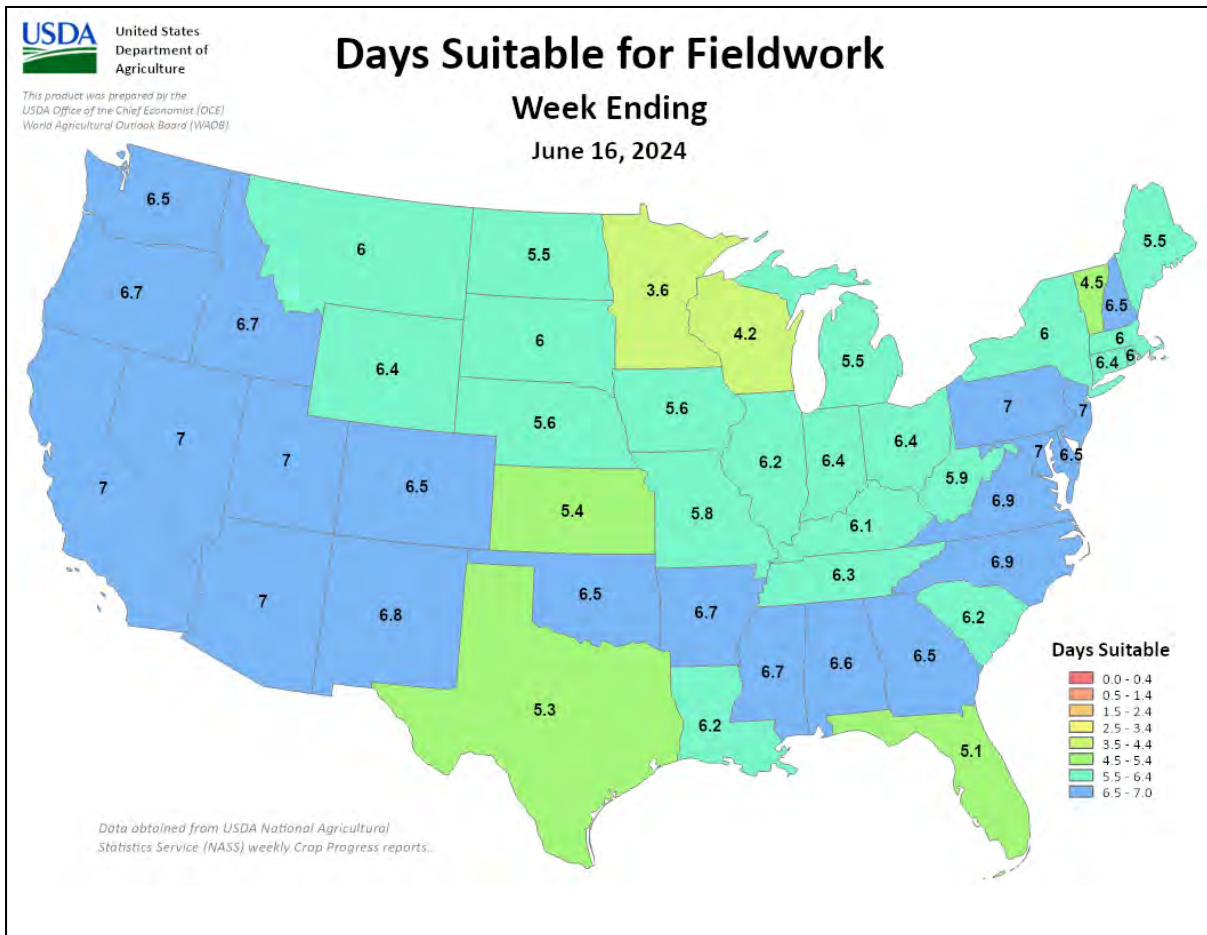 USDA
United States
Department of
Agriculture
This product was prepared by the
USDA Office of the Chief Economist (OCE)
World Agricultural Outlook Board (WAOB)
Days Suitable for Fieldwork
Week Ending
June 16, 2024
6.5
6
5.5
5.5
3.6
4.5
6.5
6.7
6.7
6
4.2
6
6
6.4
6
6.4
5.5
5.6
5.6
7
7
7
7
6.5
6.2
6.4
6.4
7
6.5
5.9
7
5.4
5.8
6.9
6.1
6.9
6.3
7
6.8
6.5
6.7
6.2
6.7
6.6
6.5
5.3
6.2
5.1
Days Suitable
0.0 - 0.4
0.5 - 1.4
1.5 - 2.4
2.5 - 3.4
3.5 - 4.4
4.5 - 5.4
5.5 - 6.4
6.5 - 7.0
Data obtained from USDA National Agricultural
Statistics Service (NASS) weekly Crop Progress reports..